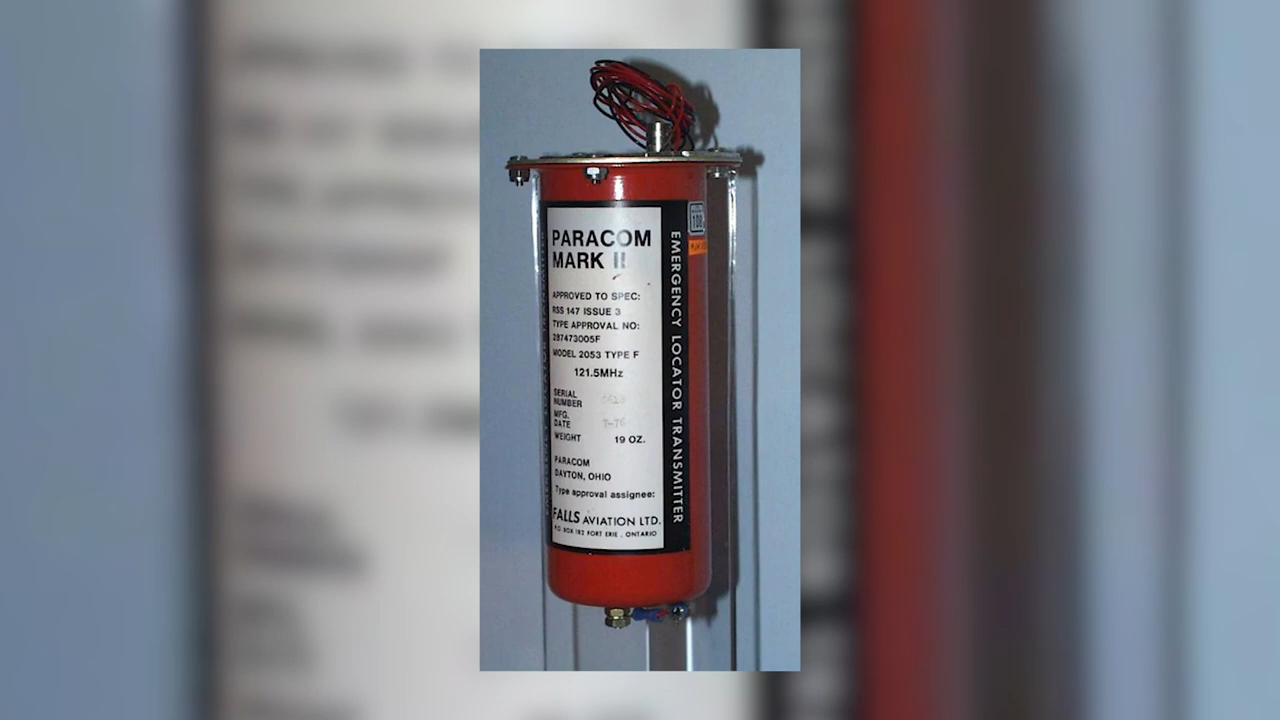 PARACOM
MARK II
APPROVED TO SPEC:
RSS 147 ISSUE 3
TYPE APPROVAL NO:
287473005F
MODEL 2053 TYPE F
121.5MHz
SERIAL
NUMBER
MFG.
DATE 7-76
WEIGHT 19 OZ.
PARACOM
DAYTON, OHIO
Type approval assignee:
FALLS AVIATION LTD.
P.O. BOX 182 FORT ERIE , ONTARIO
EMERGENCY LOCATOR TRANSMITTER